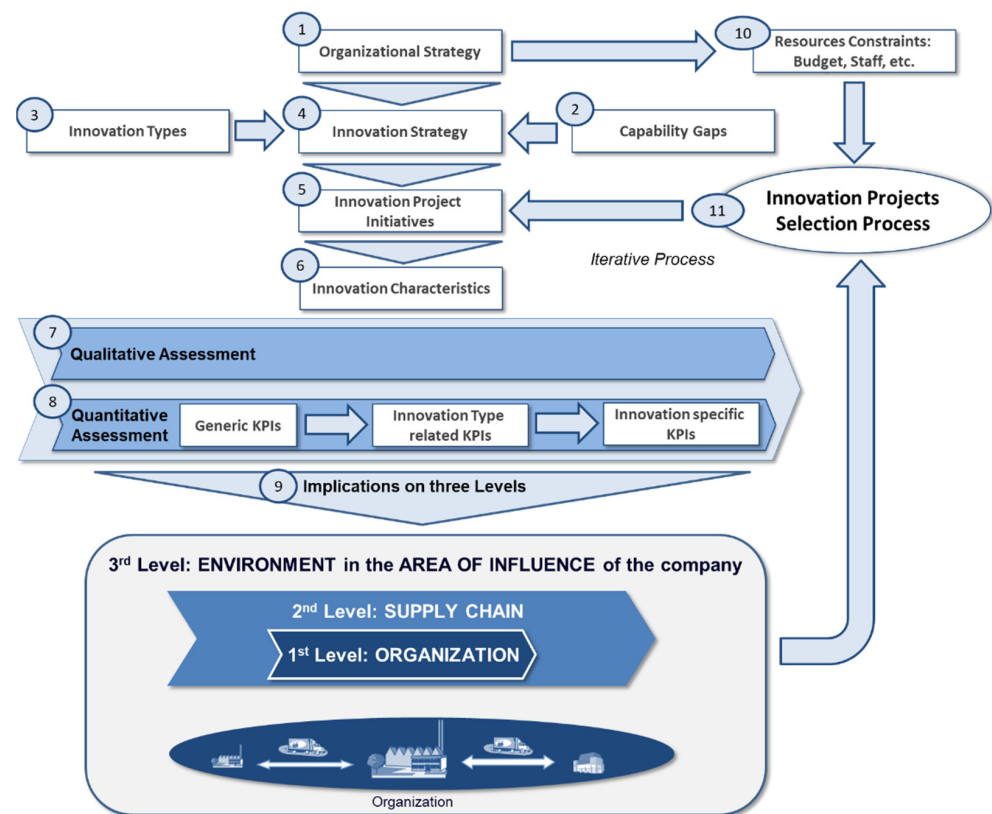 1
Organizational Strategy
10
Resources Constraints:
Budget, Staff, etc.
3
Innovation Types
4
Innovation Strategy
2
Capability Gaps
5
Innovation Project
Initiatives
11
Innovation Projects
Selection Process
Iterative Process
6
Innovation Characteristics
7
Qualitative Assessment
8
Quantitative
Assessment
Generic KPIs
Innovation Type
related KPIs
Innovation specific
KPIs
9
Implications on three Levels
3rd Level: ENVIRONMENT in the AREA OF INFLUENCE of the company
2nd Level: SUPPLY CHAIN
1st Level: ORGANIZATION
Organization